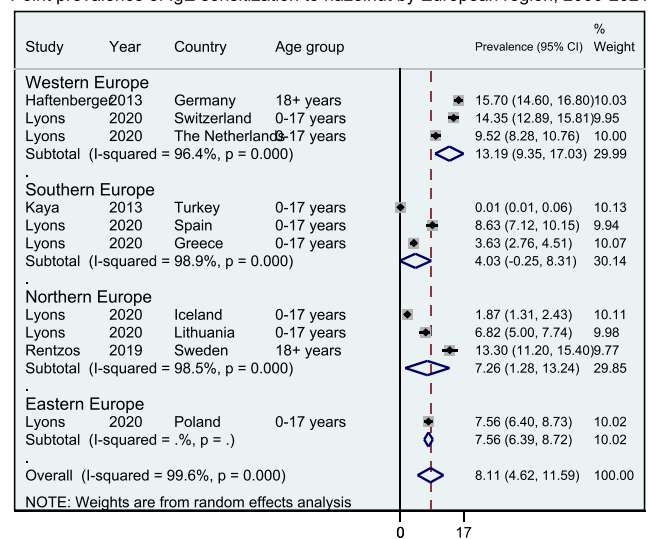 Study Year Country Age group Prevalence (95% CI) % Weight
Western Europe
Haftenberger 2013 Germany 18+ years 15.70 (14.60, 16.80) 10.03
Lyons 2020 Switzerland 0-17 years 14.35 (12.89, 15.81) 9.95
Lyons 2020 The Netherlands 0-17 years 9.52 (8.28, 10.76) 10.00
Subtotal (I-squared = 96.4%, p = 0.000) 13.19 (9.35, 17.03) 29.99
.
Southern Europe
Kaya 2013 Turkey 0-17 years 0.01 (0.01, 0.06) 10.13
Lyons 2020 Spain 0-17 years 8.63 (7.12, 10.15) 9.94
Lyons 2020 Greece 0-17 years 3.63 (2.76, 4.51) 10.07
Subtotal (I-squared = 98.9%, p = 0.000) 4.03 (-0.25, 8.31) 30.14
.
Northern Europe
Lyons 2020 Iceland 0-17 years 1.87 (1.31, 2.43) 10.11
Lyons 2020 Lithuania 0-17 years 6.82 (5.00, 7.74) 9.98
Rentzos 2019 Sweden 18+ years 13.30 (11.20, 15.40) 9.77
Subtotal (I-squared = 98.5%, p = 0.000) 7.26 (1.28, 13.24) 29.85
.
Eastern Europe
Lyons 2020 Poland 0-17 years 7.56 (6.40, 8.73) 10.02
Subtotal (I-squared = .%, p = .) 7.56 (6.39, 8.72) 10.02
.
Overall (I-squared = 99.6%, p = 0.000) 8.11 (4.62, 11.59) 100.00
NOTE: Weights are from random effects analysis
0 17